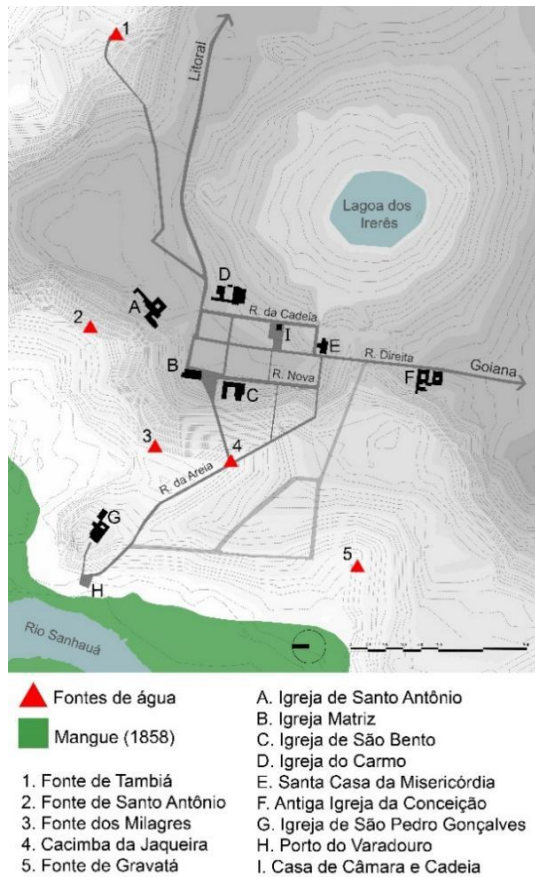 1
Litoral
Lagoa dos
Irerês
D
A
R. da Cadeia
2
I
E
R. Direita
B
R. Nova
Goiana
F
C
3
4
R. da Areia
G
5
H
Rio Sanhauá
Fontes de água
Mangue (1858)
1. Fonte de Tambiá
2. Fonte de Santo Antônio
3. Fonte dos Milagres
4. Cacimba da Jaqueira
5. Fonte de Gravatá
A. Igreja de Santo Antônio
B. Igreja Matriz
C. Igreja de São Bento
D. Igreja do Carmo
E. Santa Casa da Misericórdia
F. Antiga Igreja da Conceição
G. Igreja de São Pedro Gonçalves
H. Porto do Varadouro
I. Casa de Câmara e Cadeia